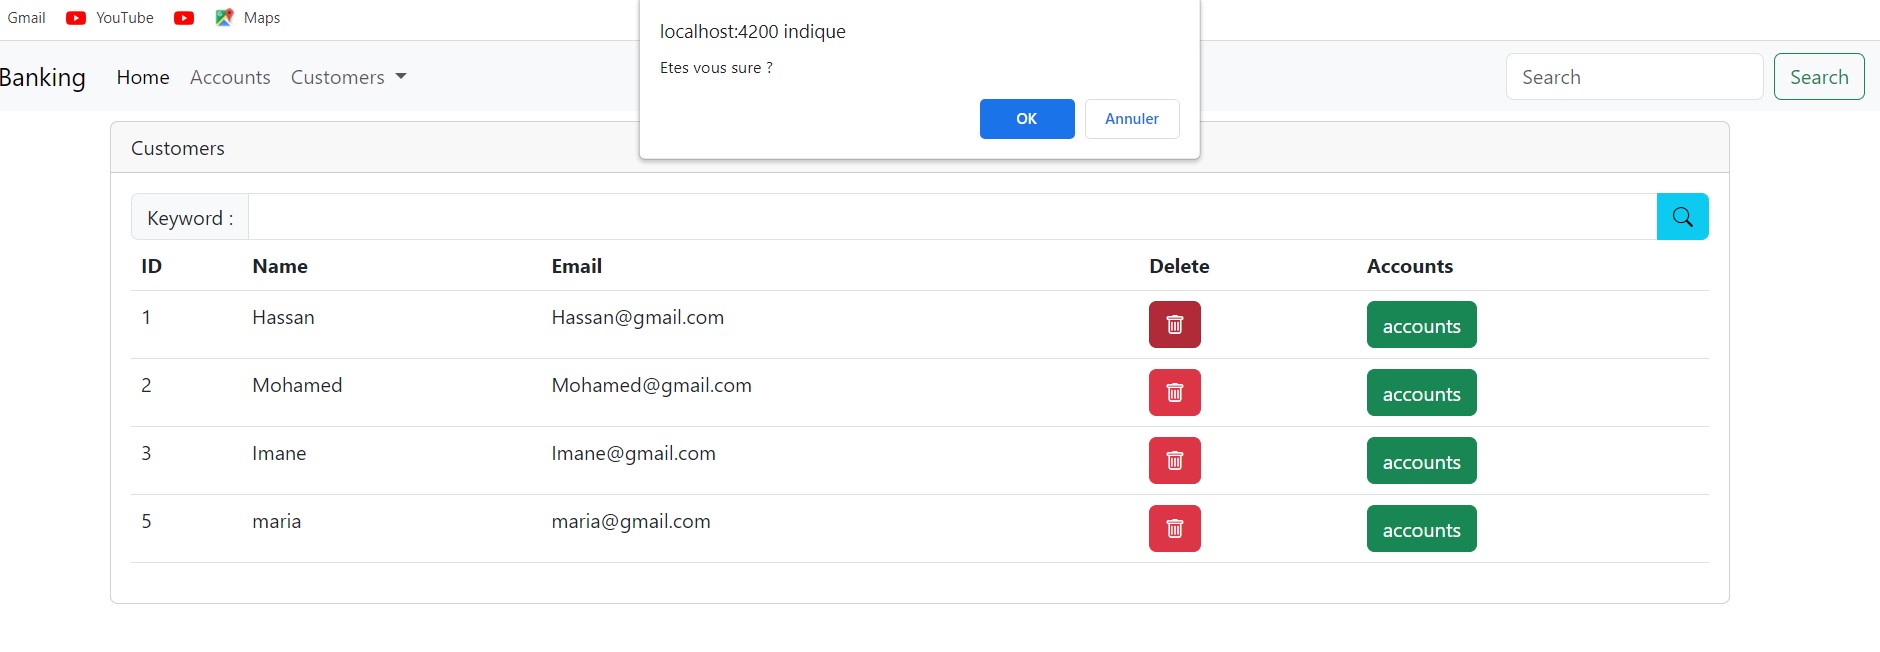 Gmail YouTube Maps
localhost:4200 indique
Etes vous sure ?
OK Annuler
Banking Home Accounts Customers Search Search
Customers
Keyword :
ID Name Email Delete Accounts
1 Hassan Hassan@gmail.com accounts
2 Mohamed Mohamed@gmail.com accounts
3 Imane Imane@gmail.com accounts
5 maria maria@gmail.com accounts